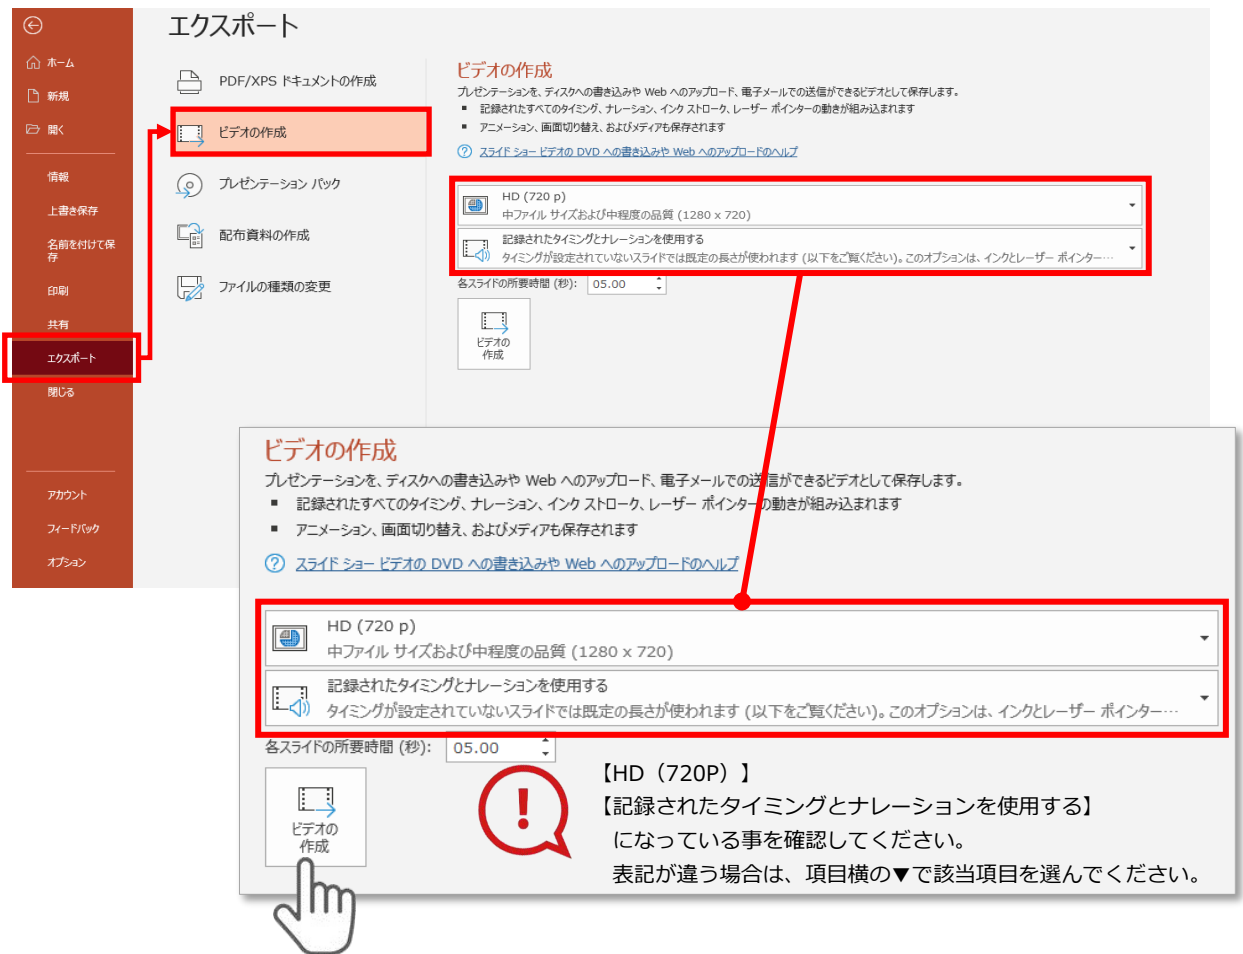 エクスポート
ホーム
新規
開く
情報
上書き保存
名前を付けて保
存
印刷
共有
エクスポート
閉じる
アカウント
フィードバック
オプション
PDF/XPS ドキュメントの作成
ビデオの作成
プレゼンテーション パック
配布資料の作成
ファイルの種類の変更
ビデオの作成
プレゼンテーションを、ディスクへの書き込みや Web へのアップロード、電子メールでの送信ができるビデオとして保存します。
▪ 記録されたすべてのタイミング、ナレーション、インク ストローク、レーザー ポインターの動きが組み込まれます
▪ アニメーション、画面切り替え、およびメディアも保存されます
? スライド ショー ビデオの DVD への書き込みや Web へのアップロードのヘルプ
HD (720 p)
中ファイル サイズおよび中程度の品質 (1280 x 720)
記録されたタイミングとナレーションを使用する
タイミングが設定されていないスライドでは既定の長さが使われます (以下をご覧ください)。このオプションは、インクとレーザー ポインター…
各スライドの所要時間 (秒): 05.00
ビデオの
作成
ビデオの作成
プレゼンテーションを、ディスクへの書き込みや Web へのアップロード、電子メールでの送信ができるビデオとして保存します。
▪ 記録されたすべてのタイミング、ナレーション、インク ストローク、レーザー ポインターの動きが組み込まれます
▪ アニメーション、画面切り替え、およびメディアも保存されます
? スライド ショー ビデオの DVD への書き込みや Web へのアップロードのヘルプ
HD (720 p)
中ファイル サイズおよび中程度の品質 (1280 x 720)
記録されたタイミングとナレーションを使用する
タイミングが設定されていないスライドでは既定の長さが使われます (以下をご覧ください)。このオプションは、インクとレーザー ポインター…
各スライドの所要時間 (秒): 05.00
ビデオの
作成
!
【HD（720P）】
【記録されたタイミングとナレーションを使用する】
になっている事を確認してください。
表記が違う場合は、項目横の▼で該当項目を選んでください。